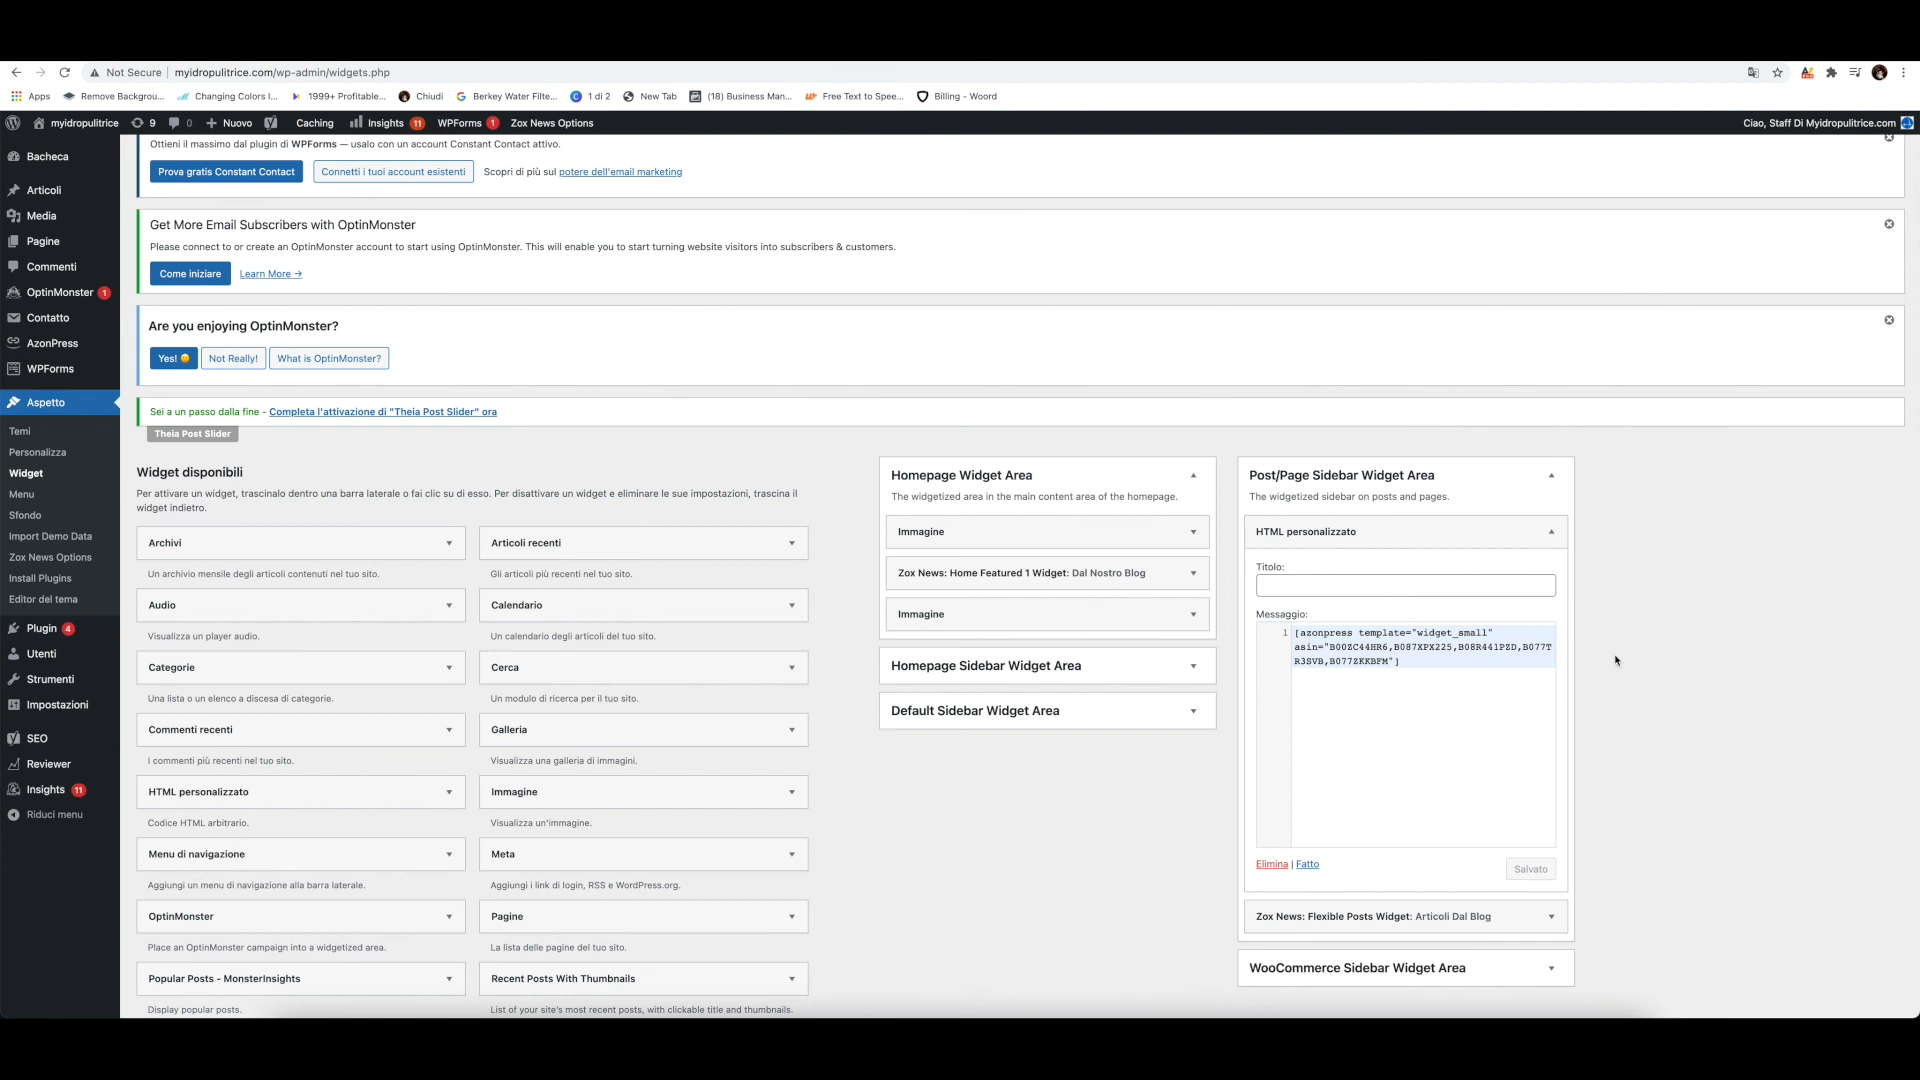 Not Secure | myidropulitrice.com/wp-admin/widgets.php
Apps Remove Backgrou... Changing Colors I... 1999+ Profitable... Chiudi Berkey Water Filte... 1 di 2 New Tab (18) Business Man... Free Text to Spee... Billing - Woord
myidropulitrice 9 0 Nuovo Caching Insights 11 WPForms 1 Zox News Options Ciao, Staff Di Myidropulitrice.com
Bacheca
Articoli
Media
Pagine
Commenti
OptinMonster 1
Contatto
AzonPress
WPForms
Aspetto
Temi
Personalizza
Widget
Menu
Sfondo
Import Demo Data
Zox News Options
Install Plugins
Editor del tema
Plugin 4
Utenti
Strumenti
Impostazioni
SEO
Reviewer
Insights 11
Riduci menu
Ottieni il massimo dal plugin di WPForms — usalo con un account Constant Contact attivo.
Prova gratis Constant Contact Connetti i tuoi account esistenti Scopri di più sul potere dell'email marketing
Get More Email Subscribers with OptinMonster
Please connect to or create an OptinMonster account to start using OptinMonster. This will enable you to start turning website visitors into subscribers & customers.
Come iniziare Learn More →
Are you enjoying OptinMonster?
Yes! Not Really! What is OptinMonster?
Sei a un passo dalla fine - Completa l'attivazione di "Theia Post Slider" ora
Theia Post Slider
Widget disponibili
Per attivare un widget, trascinalo dentro una barra laterale o fai clic su di esso. Per disattivare un widget e eliminare le sue impostazioni, trascina il
widget indietro.
Archivi
Un archivio mensile degli articoli contenuti nel tuo sito.
Articoli recenti
Gli articoli più recenti nel tuo sito.
Audio
Visualizza un player audio.
Calendario
Un calendario degli articoli del tuo sito.
Categorie
Una lista o un elenco a discesa di categorie.
Cerca
Un modulo di ricerca per il tuo sito.
Commenti recenti
I commenti più recenti nel tuo sito.
Galleria
Visualizza una galleria di immagini.
HTML personalizzato
Codice HTML arbitrario.
Immagine
Visualizza un'immagine.
Menu di navigazione
Aggiungi un menu di navigazione alla barra laterale.
Meta
Aggiungi i link di login, RSS e WordPress.org.
OptinMonster
Place an OptinMonster campaign into a widgetized area.
Pagine
La lista delle pagine del tuo sito.
Popular Posts - MonsterInsights
Display popular posts.
Recent Posts With Thumbnails
List of your site's most recent posts, with clickable title and thumbnails.
Homepage Widget Area
The widgetized area in the main content area of the homepage.
Immagine
Zox News: Home Featured 1 Widget: Dal Nostro Blog
Immagine
Homepage Sidebar Widget Area
Default Sidebar Widget Area
Post/Page Sidebar Widget Area
The widgetized sidebar on posts and pages.
HTML personalizzato
Titolo:
Messaggio:
1 [azonpress template="widget_small"
asin="B00ZC44HR6,B087XPX225,B08R441PZD,B077T
R3SVB,B077ZKKBFM"]
Elimina | Fatto Salvato
Zox News: Flexible Posts Widget: Articoli Dal Blog
WooCommerce Sidebar Widget Area